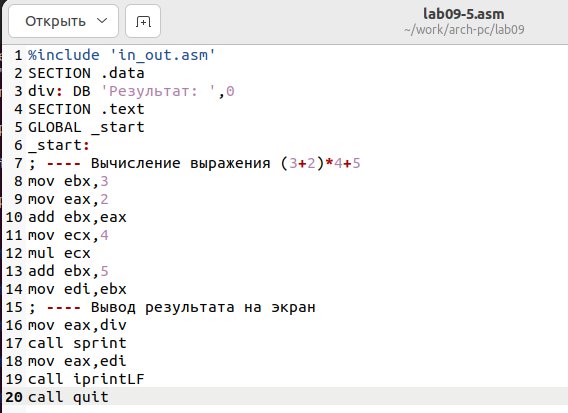 Открыть
lab09-5.asm
~/work/arch-pc/lab09
1 %include 'in_out.asm'
2 SECTION .data
3 div: DB 'Результат: ',0
4 SECTION .text
5 GLOBAL _start
6 _start:
7 ; ---- Вычисление выражения (3+2)*4+5
8 mov ebx,3
9 mov eax,2
10 add ebx,eax
11 mov ecx,4
12 mul ecx
13 add ebx,5
14 mov edi,ebx
15 ; ---- Вывод результата на экран
16 mov eax,div
17 call sprint
18 mov eax,edi
19 call iprintLF
20 call quit